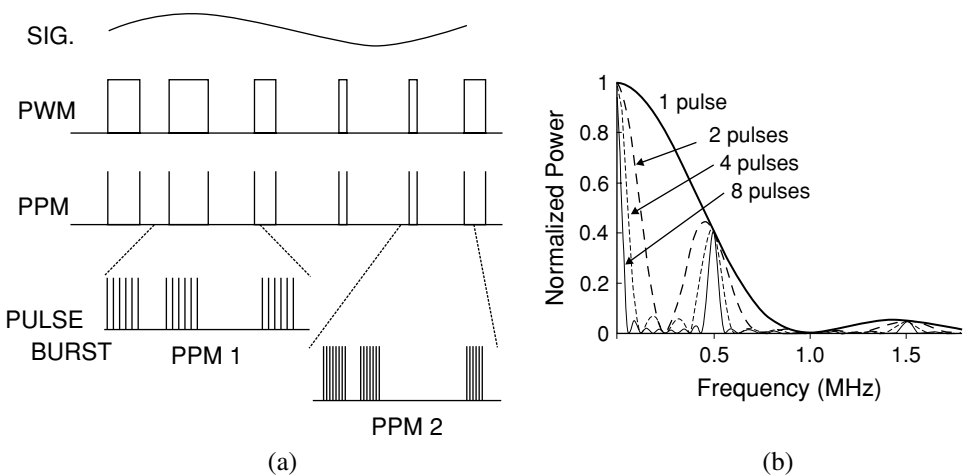 SIG.
PWM
PPM
PULSE
BURST
PPM 1
PPM 2
(a)
Normalized Power
1
0.8
0.6
0.4
0.2
0
1 pulse
2 pulses
4 pulses
8 pulses
0.5
1.0
1.5
Frequency (MHz)
(b)